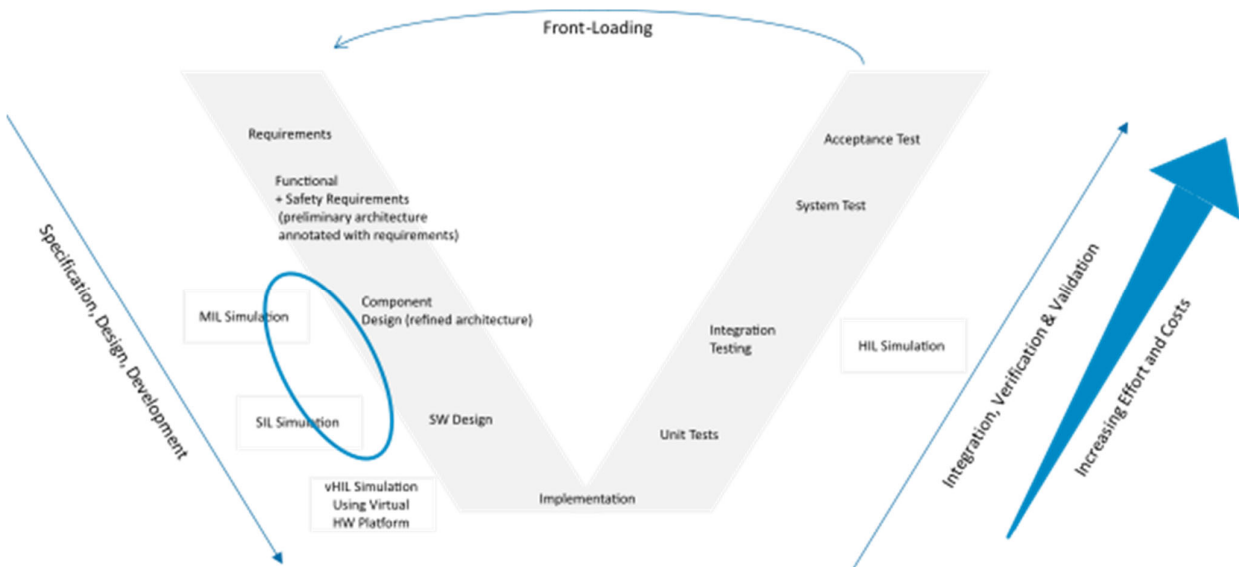 Front-Loading
Requirements
Functional
+ Safety Requirements
(preliminary architecture
annotated with requirements)
Specification, Design, Development
MIL Simulation
Component
Design (refined architecture)
SIL Simulation
SW Design
vHIL Simulation
Using Virtual
HW Platform
Implementation
Acceptance Test
System Test
Integration
Testing
HIL Simulation
Unit Tests
Integration, Verification & Validation
Increasing Effort and Costs